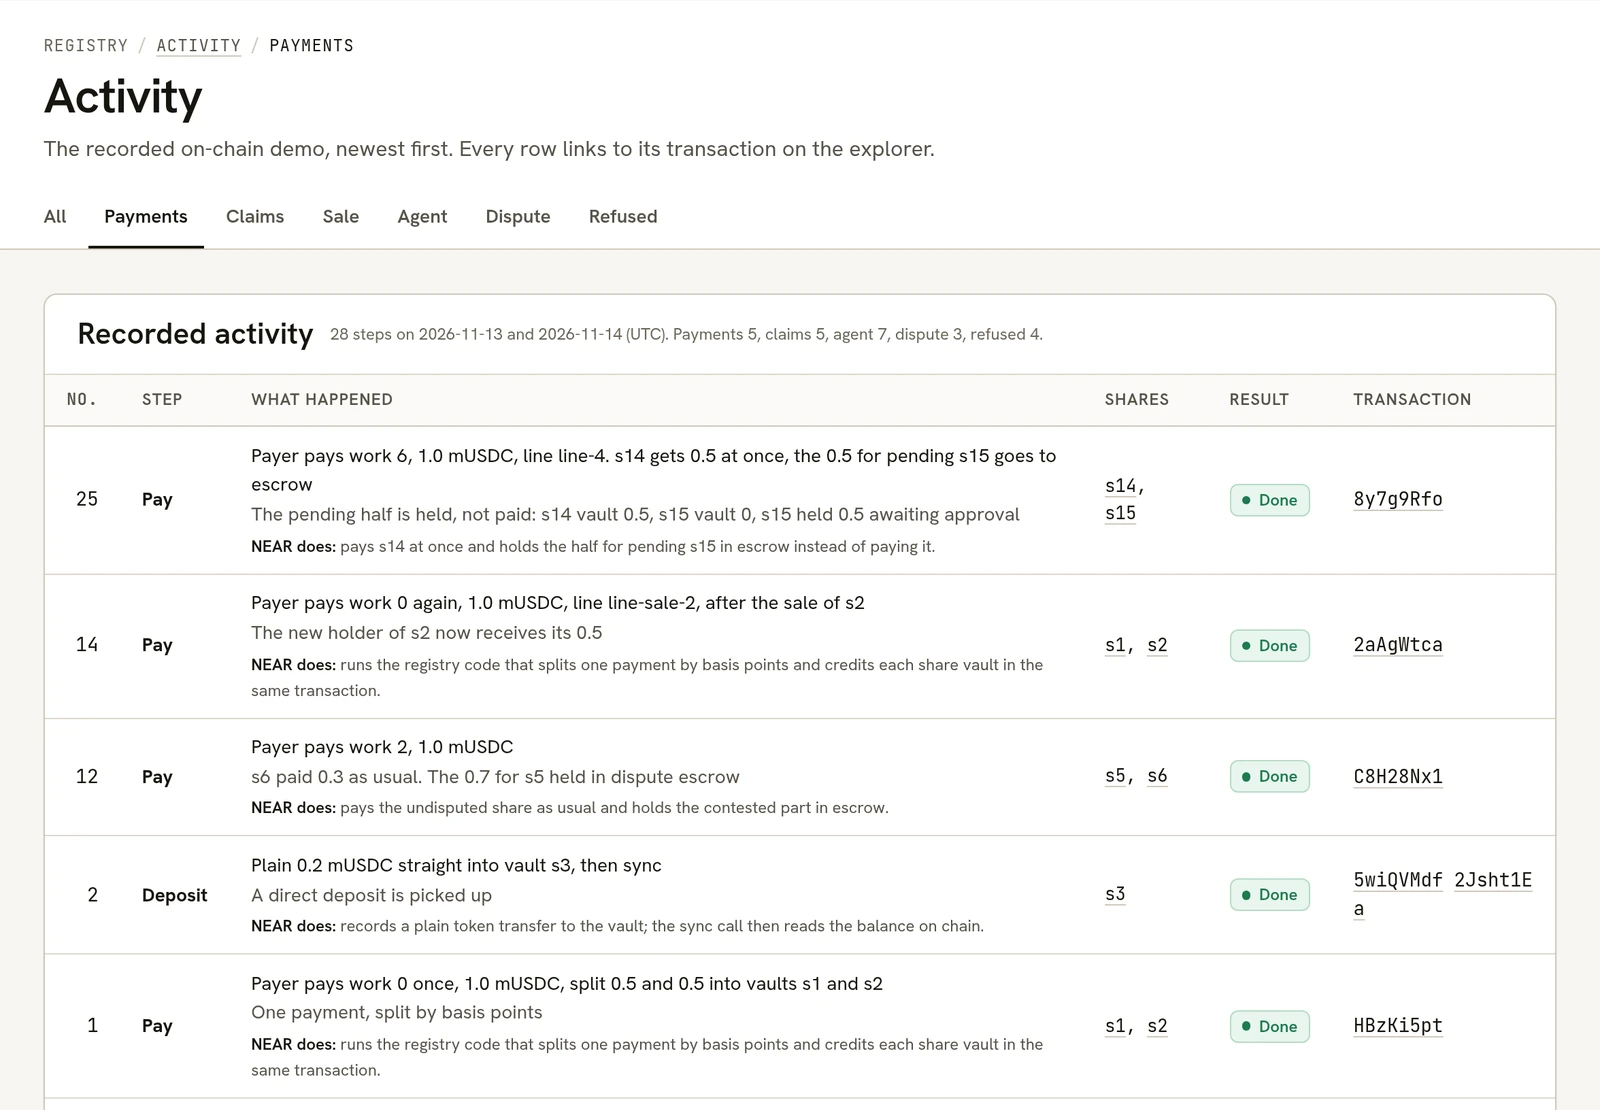 REGISTRY / ACTIVITY / PAYMENTS
Activity
The recorded on-chain demo, newest first. Every row links to its transaction on the explorer.
All Payments Claims Sale Agent Dispute Refused
Recorded activity 28 steps on 2026-11-13 and 2026-11-14 (UTC). Payments 5, claims 5, agent 7, dispute 3, refused 4.
NO. STEP WHAT HAPPENED SHARES RESULT TRANSACTION
Payer pays work 6, 1.0 mUSDC, line line-4. s14 gets 0.5 at once, the 0.5 for pending s15 goes to
escrow
The pending half is held, not paid: s14 vault 0.5, s15 vault 0, s15 held 0.5 awaiting approval
NEAR does: pays s14 at once and holds the half for pending s15 in escrow instead of paying it.
25 Pay s14, s15 Done 8y7g9Rfo
Payer pays work 0 again, 1.0 mUSDC, line line-sale-2, after the sale of s2
The new holder of s2 now receives its 0.5
NEAR does: runs the registry code that splits one payment by basis points and credits each share vault in the
same transaction.
14 Pay s1, s2 Done 2aAgWtca
Payer pays work 2, 1.0 mUSDC
s6 paid 0.3 as usual. The 0.7 for s5 held in dispute escrow
NEAR does: pays the undisputed share as usual and holds the contested part in escrow.
12 Pay s5, s6 Done C8H28Nx1
Plain 0.2 mUSDC straight into vault s3, then sync
A direct deposit is picked up
NEAR does: records a plain token transfer to the vault; the sync call then reads the balance on chain.
2 Deposit s3 Done 5wiQVMdf 2Jsht1E
a
Payer pays work 0 once, 1.0 mUSDC, split 0.5 and 0.5 into vaults s1 and s2
One payment, split by basis points
NEAR does: runs the registry code that splits one payment by basis points and credits each share vault in the
same transaction.
1 Pay s1, s2 Done HBzKi5pt